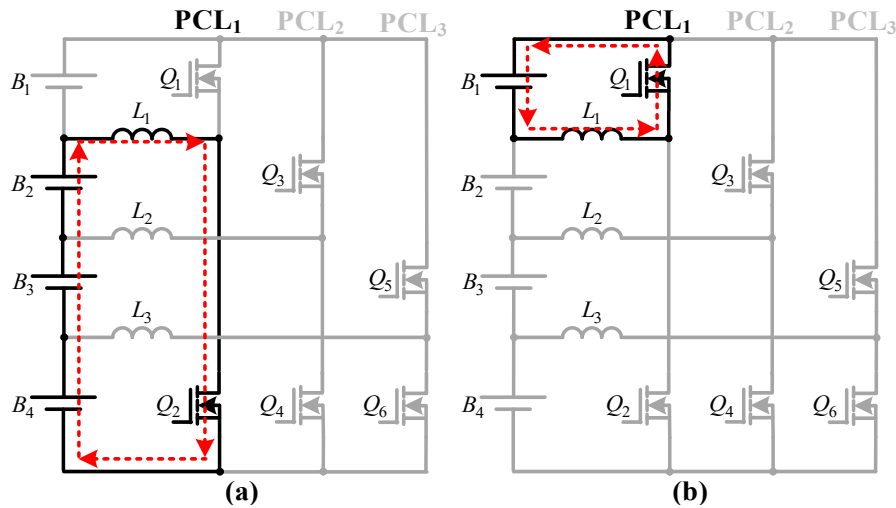 PCL1 PCL2 PCL3
Q1
B1
L1
B2
Q3
L2
B3
Q5
L3
B4
Q2 Q4 Q6
(a)
PCL1 PCL2 PCL3
Q1
B1
L1
B2
Q3
L2
B3
Q5
L3
B4
Q2 Q4 Q6
(b)